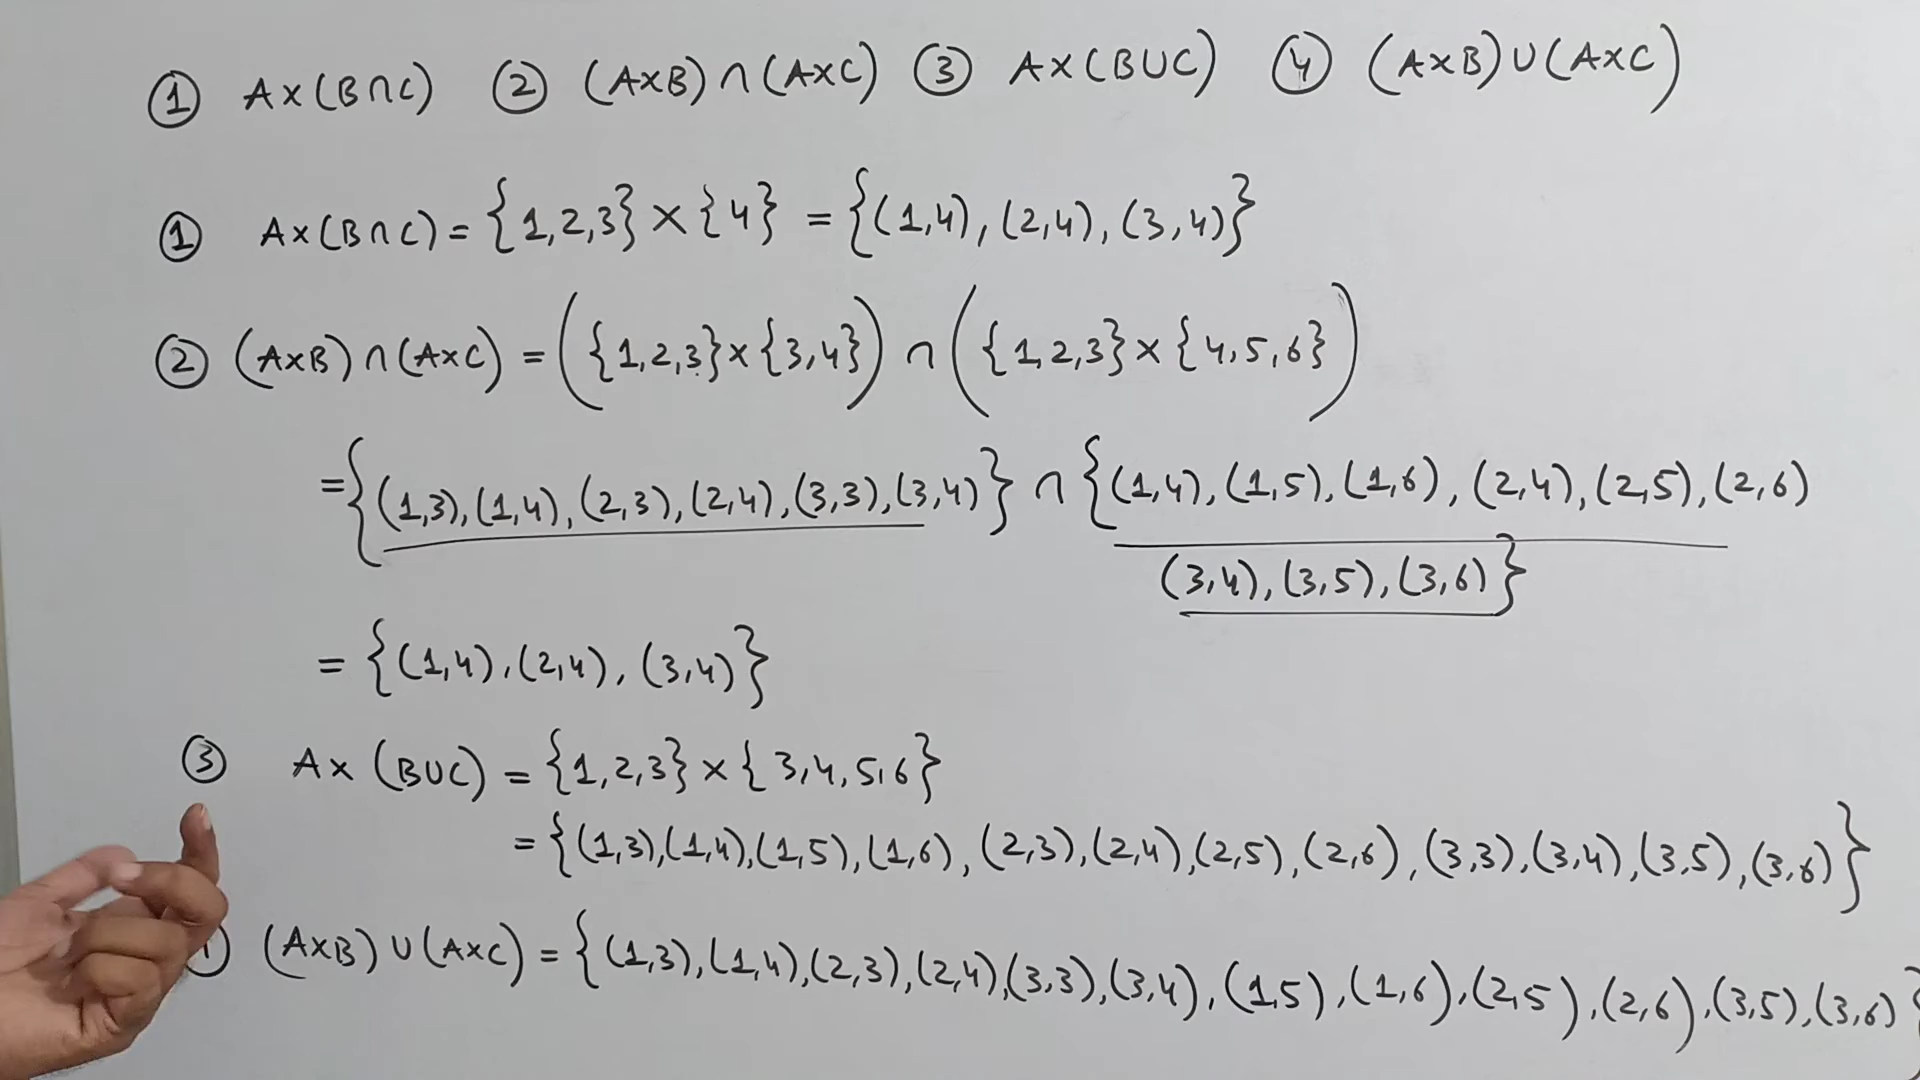 ① A×(B∩C) ② (A×B)∩(A×C) ③ A×(B∪C) ④ (A×B)∪(A×C)
① A×(B∩C) = {1,2,3} × {4} = {(1,4), (2,4), (3,4)}
② (A×B)∩(A×C) = ({1,2,3}×{3,4}) ∩ ({1,2,3}×{4,5,6})
= {(1,3),(1,4),(2,3),(2,4),(3,3),(3,4)} ∩ {(1,4),(1,5),(1,6),(2,4),(2,5),(2,6)
(3,4),(3,5),(3,6)}
= {(1,4),(2,4),(3,4)}
③ A×(B∪C) = {1,2,3} × {3,4,5,6}
= {(1,3),(1,4),(1,5),(1,6),(2,3),(2,4),(2,5),(2,6),(3,3),(3,4),(3,5),(3,6)}
(A×B)∪(A×C) = {(1,3),(1,4),(2,3),(2,4),(3,3),(3,4),(1,5),(1,6),(2,5),(2,6),(3,5),(3,6)}